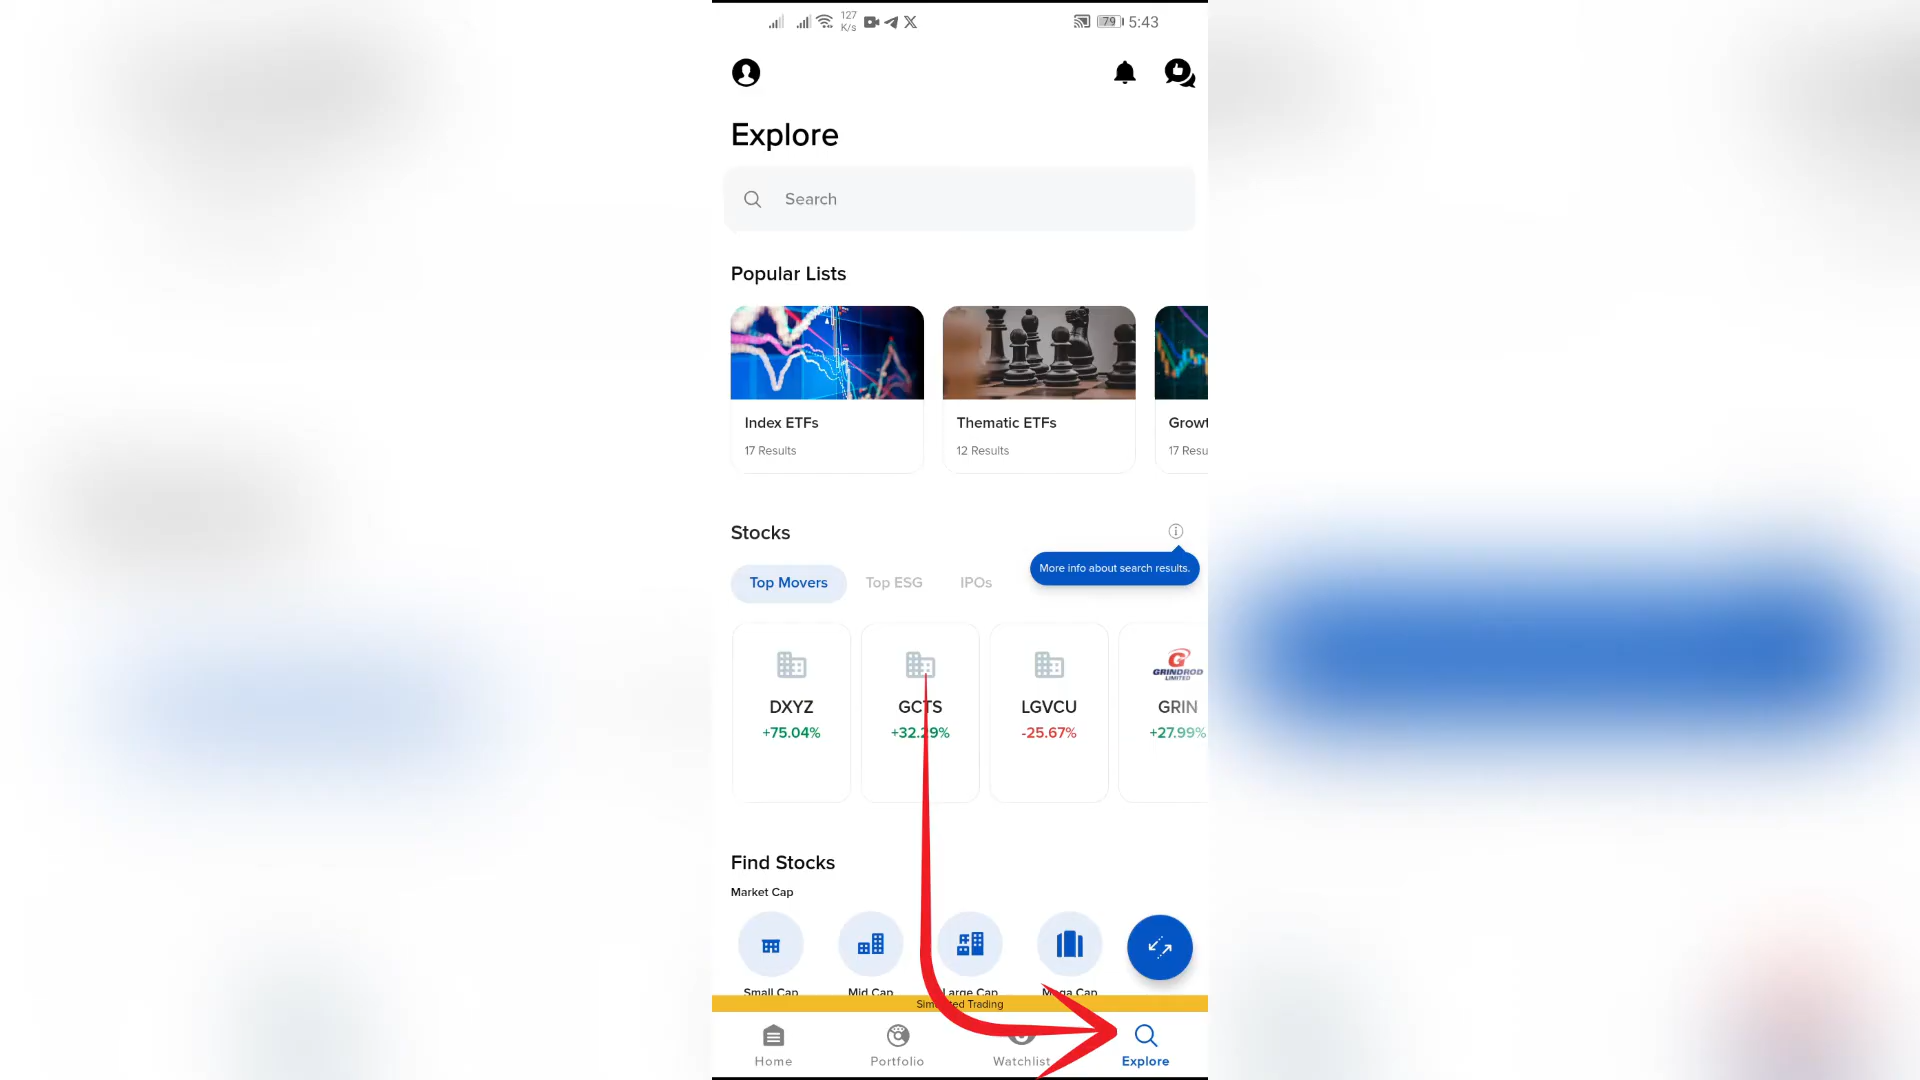 127
K/s
79
5:43
Explore
Search
Popular Lists
Index ETFs
17 Results
Thematic ETFs
12 Results
Growt
17 Resu
Stocks
More info about search results.
Top Movers
Top ESG
IPOs
DXYZ
+75.04%
GCTS
+32.29%
LGVCU
-25.67%
G
GRINDROD
LIMITED
GRIN
+27.99%
Find Stocks
Market Cap
Small Cap
Mid Cap
Large Cap
Mega Cap
Simulated Trading
Home
Portfolio
Watchlist
Explore